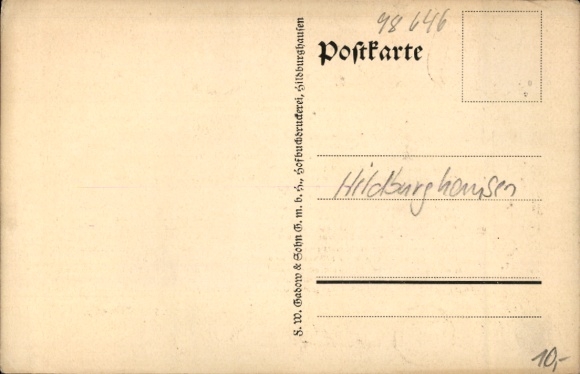 98 646
Postkarte
F. W. Gadow & Sohn G. m. b. H., Hofbuchdruckerei, Hildburghausen
Hildburghausen
10,-